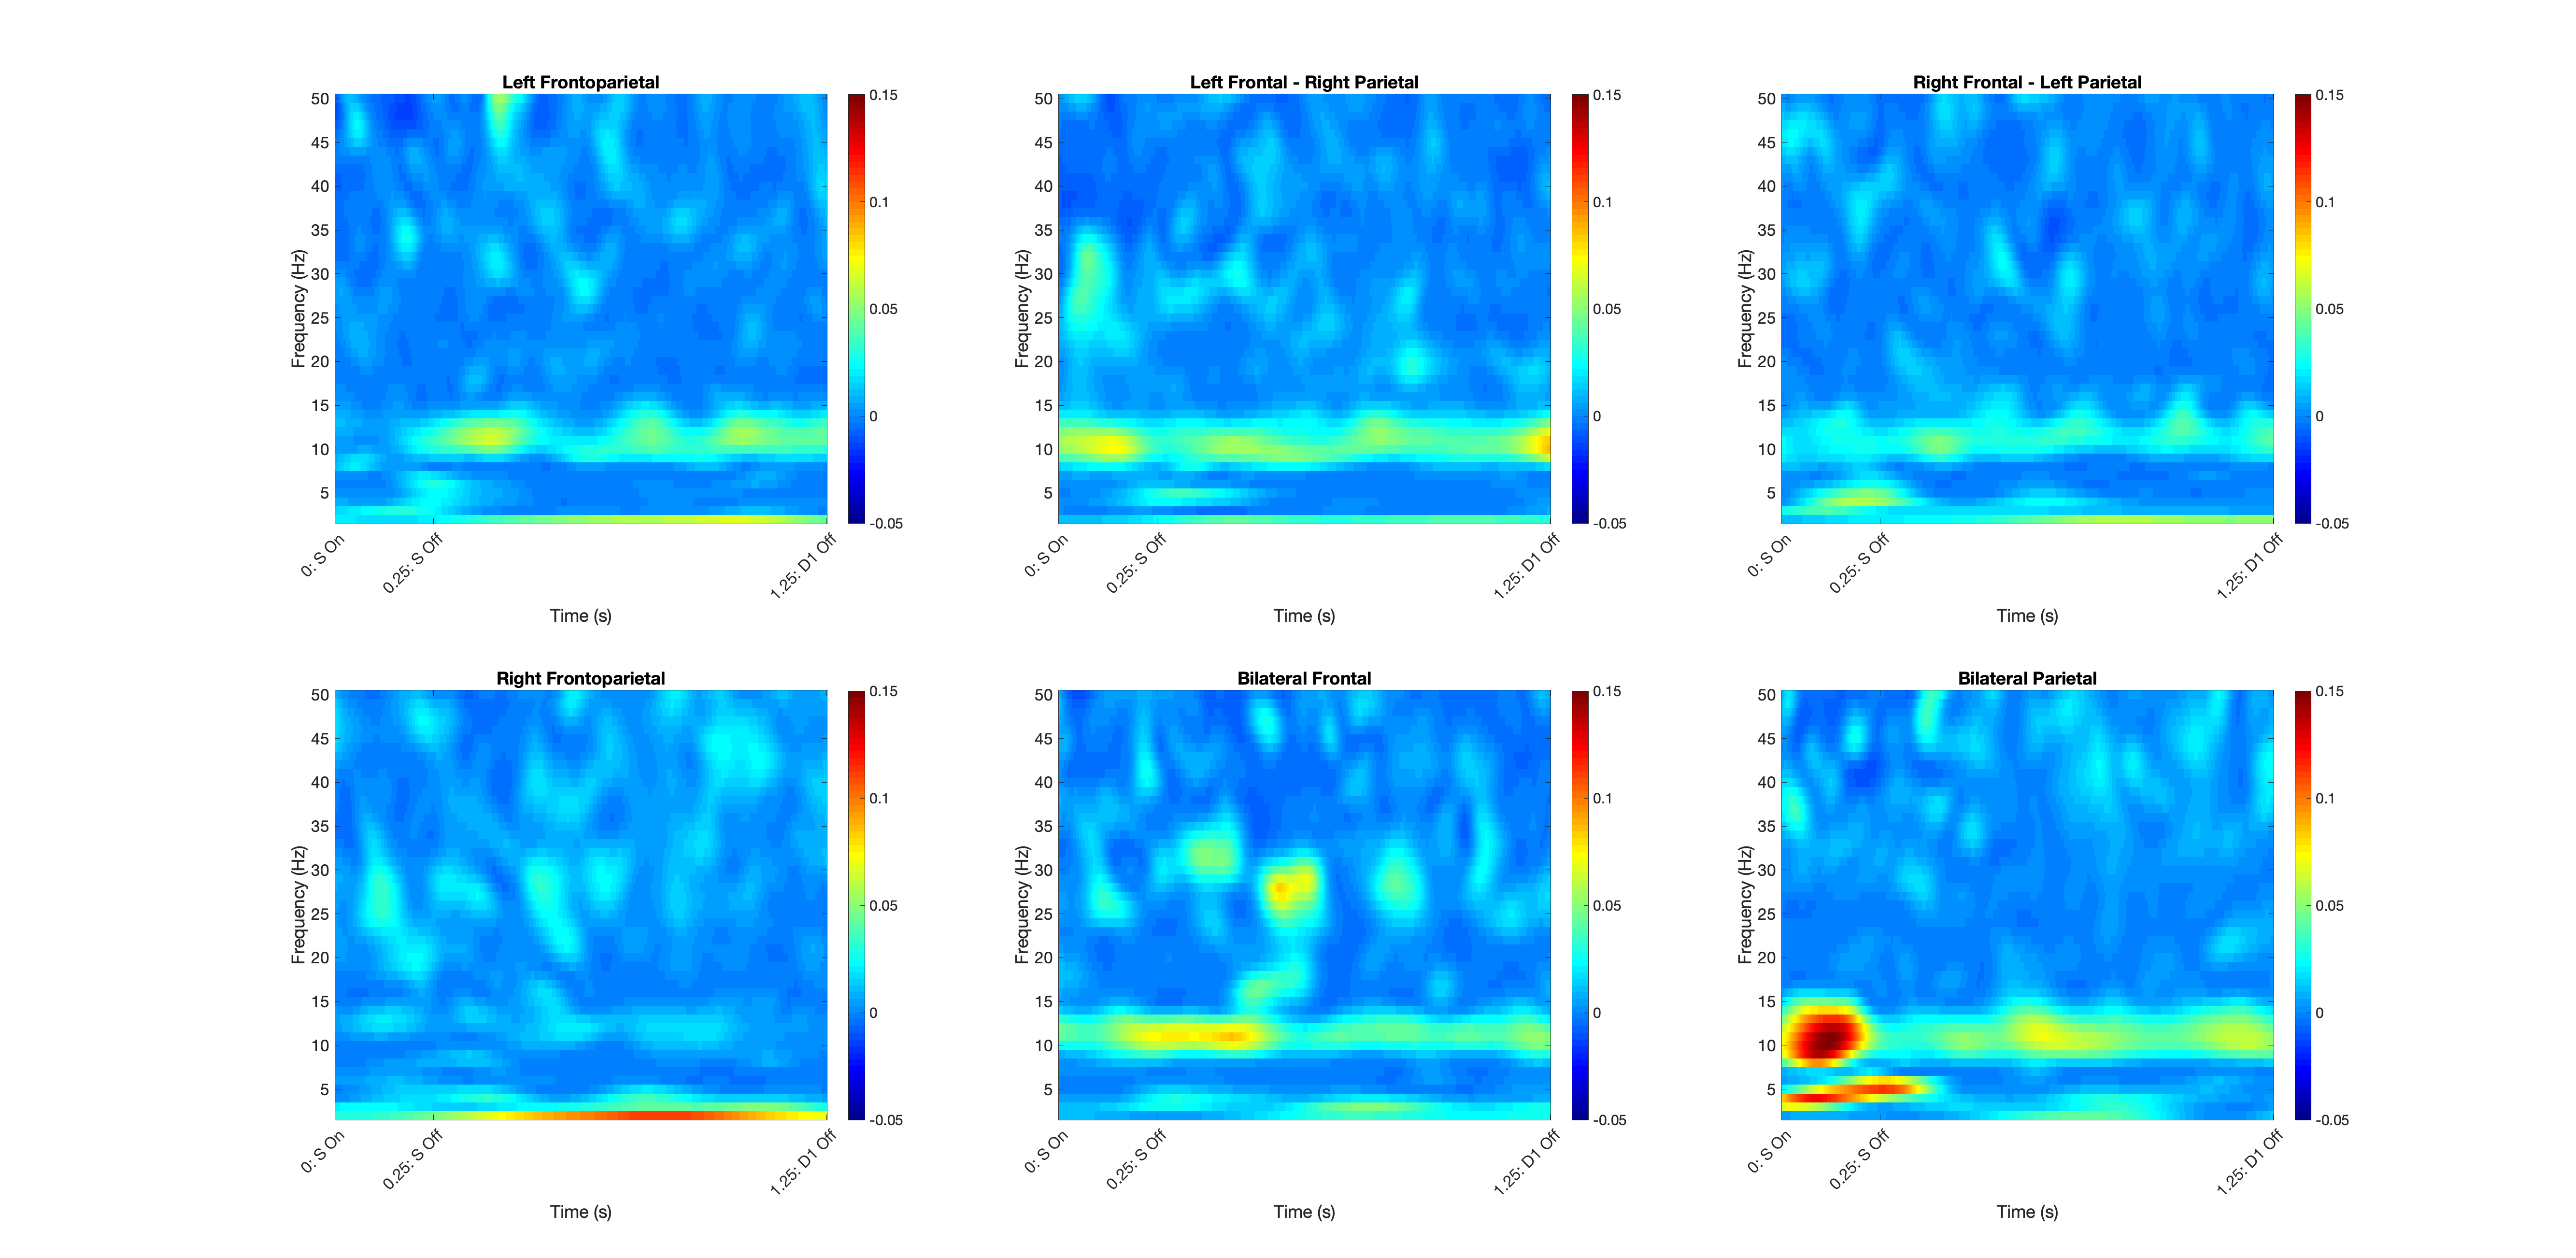 Left Frontoparietal
50
45
40
35
30
25
20
15
10
5
Frequency (Hz)
0: S On
0.25: S Off
1.25: D1 Off
Time (s)
0.15
0.1
0.05
0
-0.05
Left Frontal - Right Parietal
50
45
40
35
30
25
20
15
10
5
Frequency (Hz)
0: S On
0.25: S Off
1.25: D1 Off
Time (s)
0.15
0.1
0.05
0
-0.05
Right Frontal - Left Parietal
50
45
40
35
30
25
20
15
10
5
Frequency (Hz)
0: S On
0.25: S Off
1.25: D1 Off
Time (s)
0.15
0.1
0.05
0
-0.05
Right Frontoparietal
50
45
40
35
30
25
20
15
10
5
Frequency (Hz)
0: S On
0.25: S Off
1.25: D1 Off
Time (s)
0.15
0.1
0.05
0
-0.05
Bilateral Frontal
50
45
40
35
30
25
20
15
10
5
Frequency (Hz)
0: S On
0.25: S Off
1.25: D1 Off
Time (s)
0.15
0.1
0.05
0
-0.05
Bilateral Parietal
50
45
40
35
30
25
20
15
10
5
Frequency (Hz)
0: S On
0.25: S Off
1.25: D1 Off
Time (s)
0.15
0.1
0.05
0
-0.05